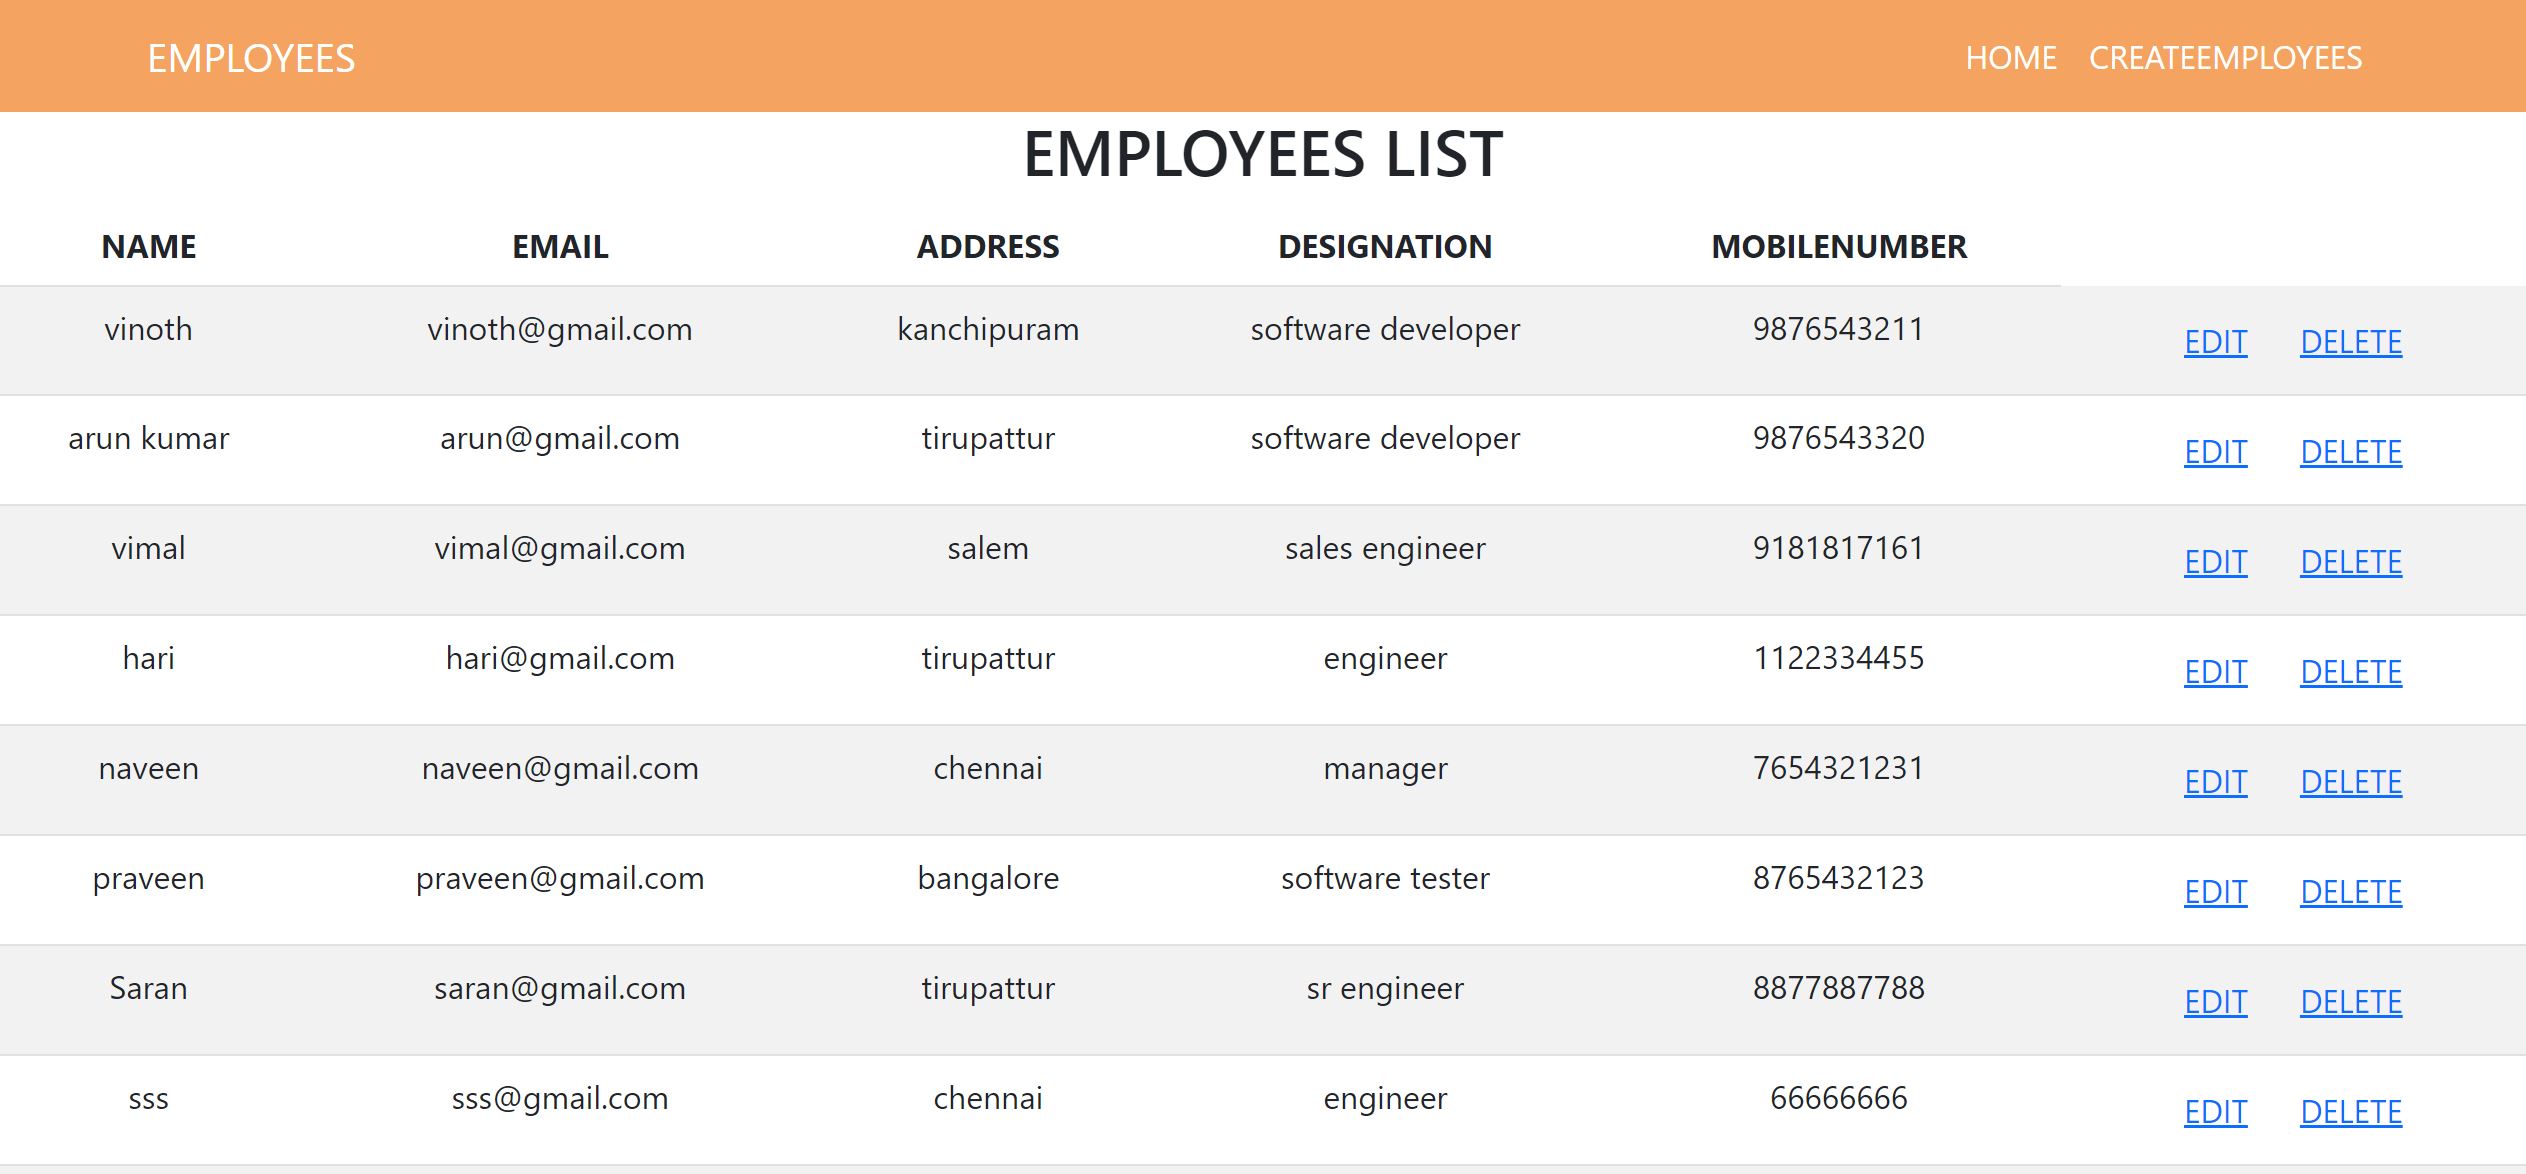 EMPLOYEES HOME CREATEEMPLOYEES
EMPLOYEES LIST
NAME EMAIL ADDRESS DESIGNATION MOBILENUMBER
vinoth vinoth@gmail.com kanchipuram software developer 9876543211 EDIT DELETE
arun kumar arun@gmail.com tirupattur software developer 9876543320 EDIT DELETE
vimal vimal@gmail.com salem sales engineer 9181817161 EDIT DELETE
hari hari@gmail.com tirupattur engineer 1122334455 EDIT DELETE
naveen naveen@gmail.com chennai manager 7654321231 EDIT DELETE
praveen praveen@gmail.com bangalore software tester 8765432123 EDIT DELETE
Saran saran@gmail.com tirupattur sr engineer 8877887788 EDIT DELETE
sss sss@gmail.com chennai engineer 66666666 EDIT DELETE